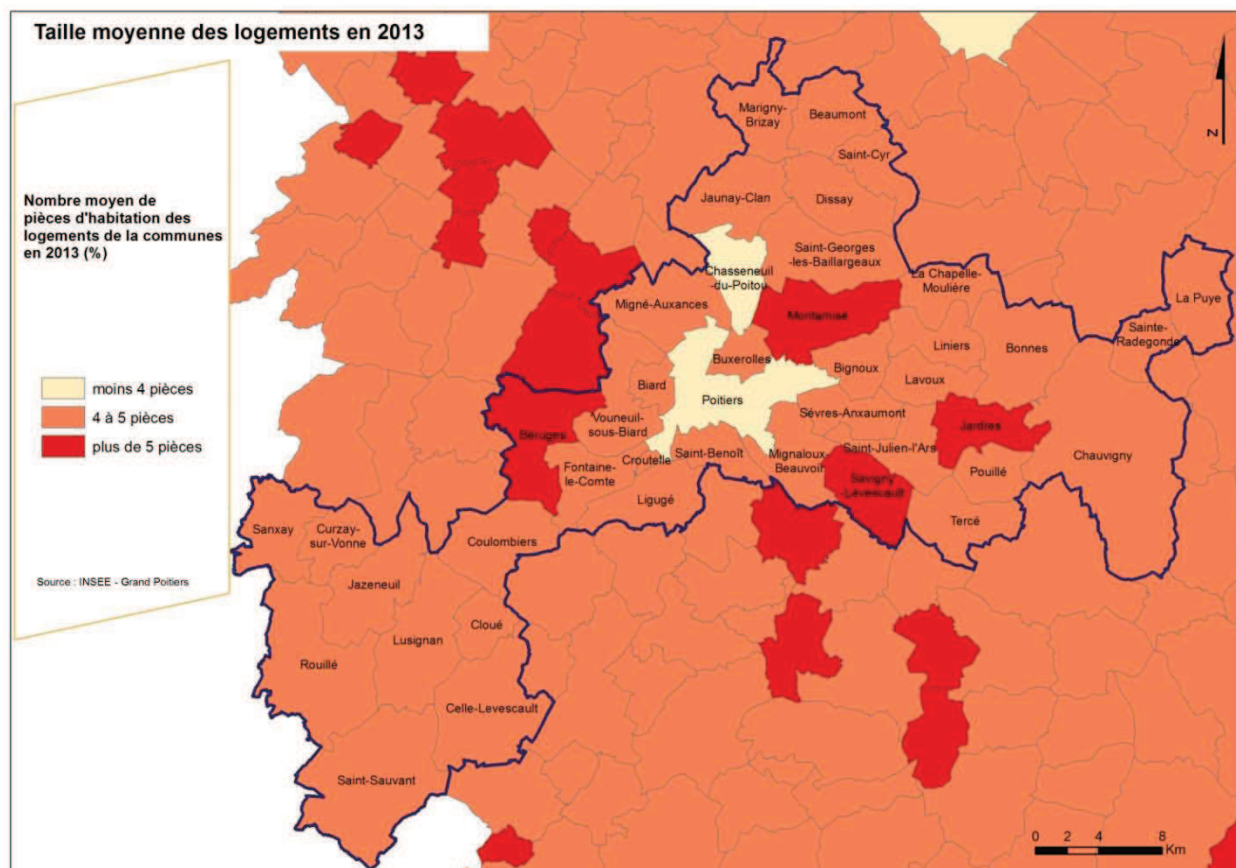 Taille moyenne des logements en 2013
Nombre moyen de
pièces d'habitation des
logements de la communes
en 2013 (%)
moins 4 pièces
4 à 5 pièces
plus de 5 pièces
Source : INSEE - Grand Poitiers
N
Marigny-
Brizay
Beaumont
Saint-Cyr
Jaunay-Clan
Dissay
Saint-Georges
-les-Baillargeaux
Chasseneuil
-du-Poitou
La Chapelle-
Moulière
La Puye
Migné-Auxances
Montamisé
Sainte-
Radegonde
Liniers
Bonnes
Buxerolles
Bignoux
Lavoux
Biard
Poitiers
Vouneuil-
sous-Biard
Béruges
Sèvres-Anxaumont
Jardres
Saint-Benoît
Croutelle
Mignaloux-
Beauvoir
Saint-Julien-l'Ars
Chauvigny
Fontaine-
le-Comte
Pouillé
Savigny
Lévescault
Ligugé
Tercé
Sanxay
Curzay-
sur-Vonne
Coulombiers
Jazeneuil
Cloué
Lusignan
Rouillé
Celle-Levescault
Saint-Sauvant
0 2 4 8
Km